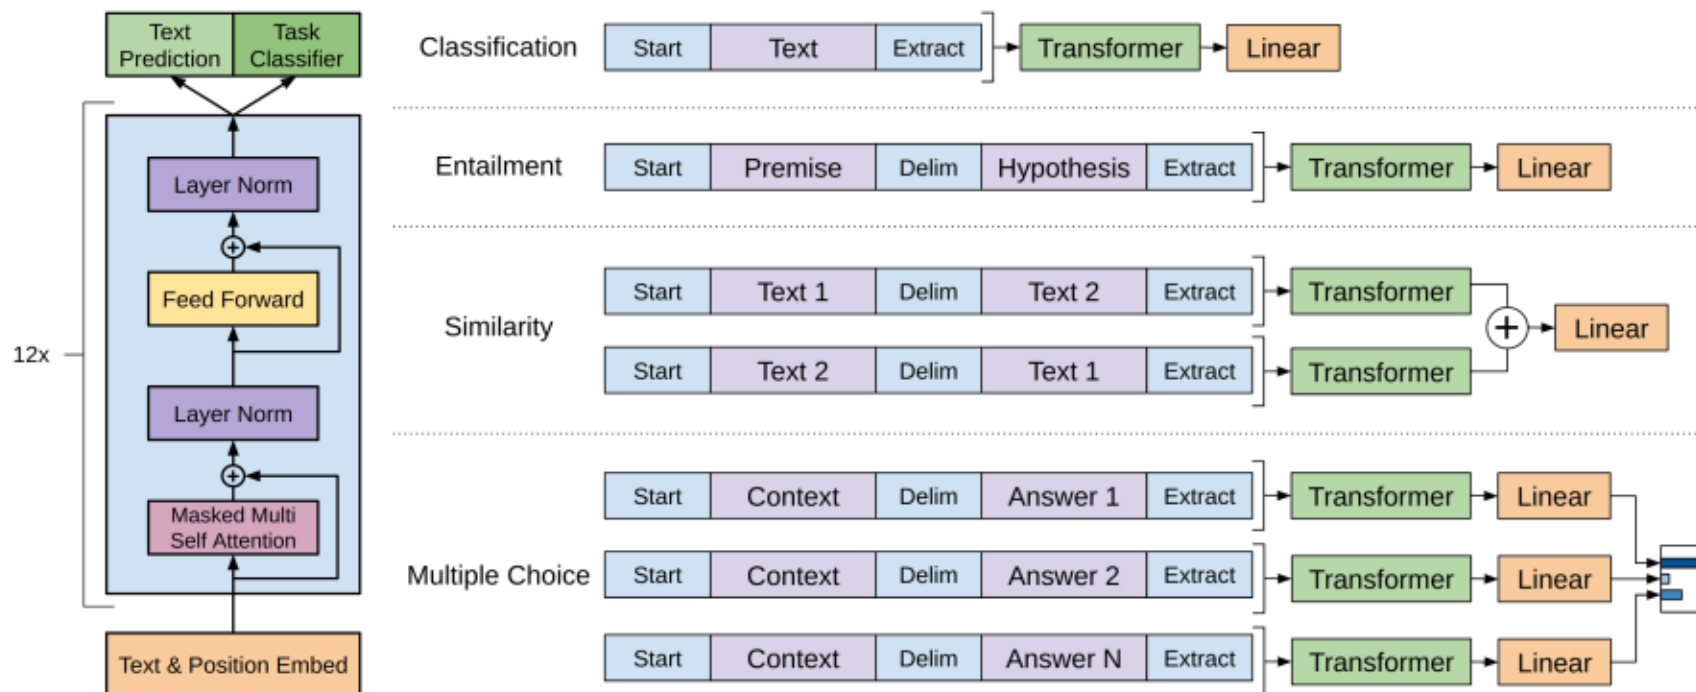 Text
Prediction
Task
Classifier
Layer Norm
Feed Forward
12x
Layer Norm
Masked Multi
Self Attention
Text & Position Embed
Classification
Start Text Extract Transformer Linear
Entailment
Start Premise Delim Hypothesis Extract Transformer Linear
Similarity
Start Text 1 Delim Text 2 Extract Transformer
Linear
Start Text 2 Delim Text 1 Extract Transformer
Multiple Choice
Start Context Delim Answer 1 Extract Transformer Linear
Start Context Delim Answer 2 Extract Transformer Linear
Start Context Delim Answer N Extract Transformer Linear